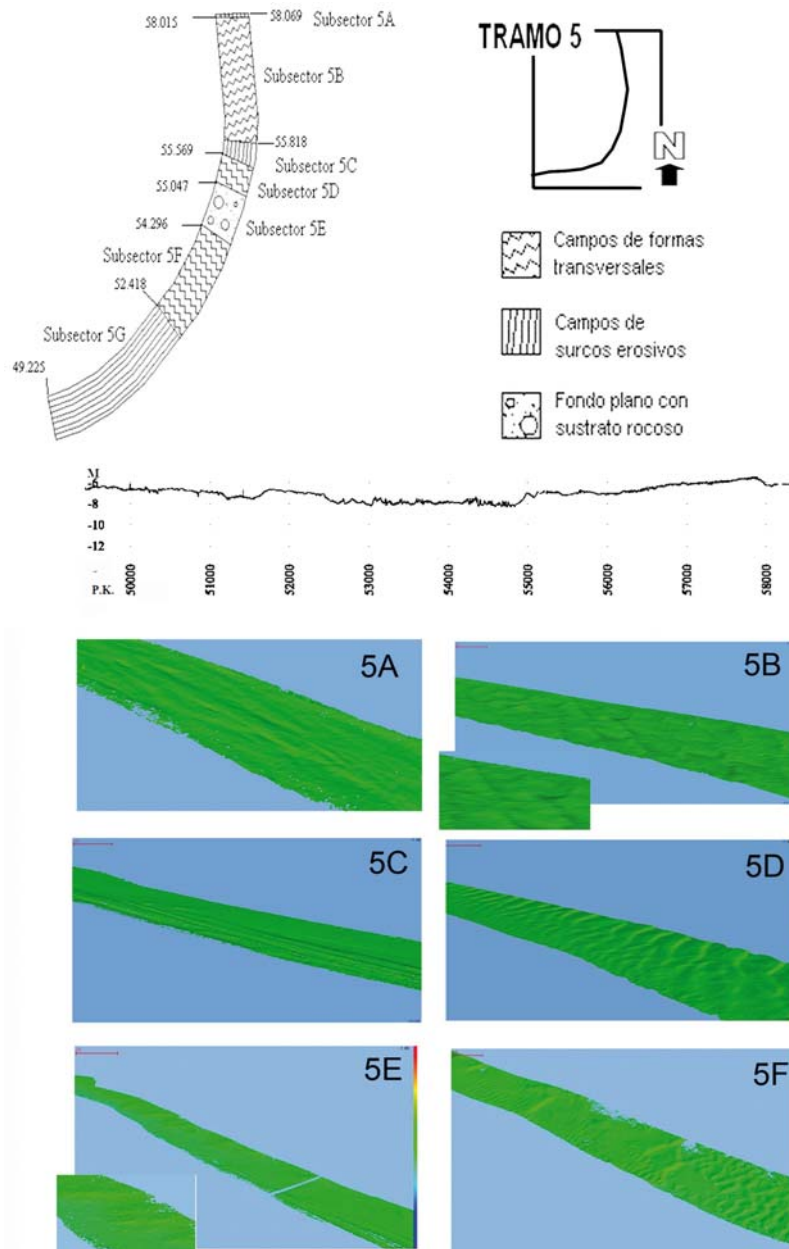 58.015
58.069
Subsector 5A
Subsector 5B
55.818
55.569
Subsector 5C
55.047
Subsector 5D
54.296
Subsector 5E
Subsector 5F
52.418
Subsector 5G
49.225
TRAMO 5
N
Campos de formas
transversales
Campos de
surcos erosivos
Fondo plano con
sustrato rocoso
M
-6
-8
-10
-12
P.K.
50000
51000
52000
53000
54000
55000
56000
57000
58000
5A
5B
5C
5D
5E
5F